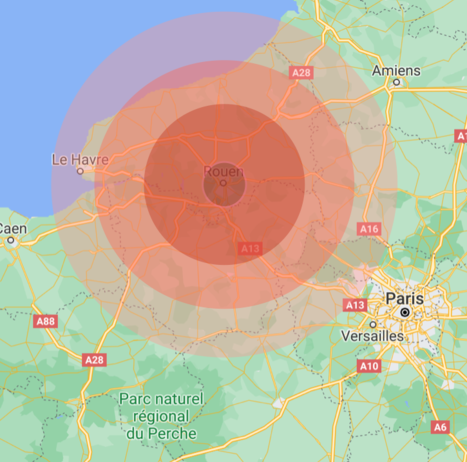 A28
Amiens
A1
Le Havre
Rouen
Caen
A13
A16
Paris
A13
Versailles
A88
A28
A10
Parc naturel
régional
du Perche
A6